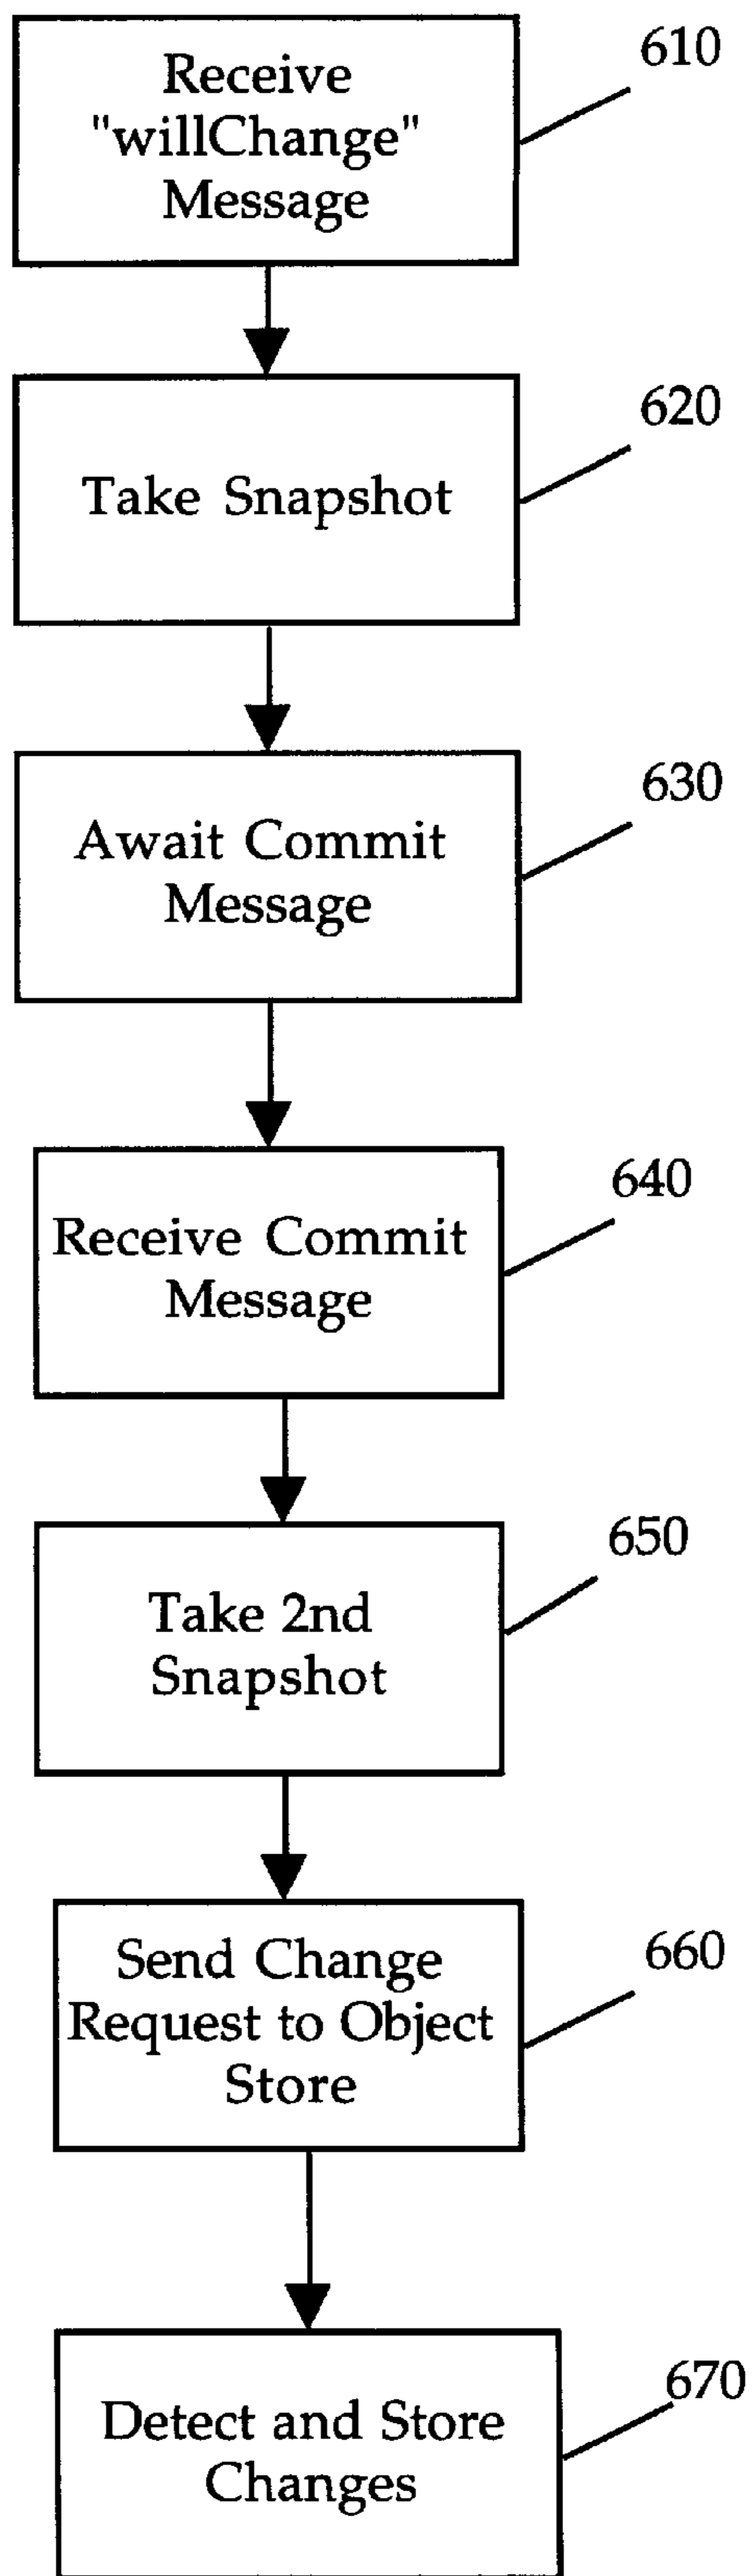 610
Receive
"willChange"
Message
620
Take Snapshot
630
Await Commit
Message
640
Receive Commit
Message
650
Take 2nd
Snapshot
660
Send Change
Request to Object
Store
670
Detect and Store
Changes